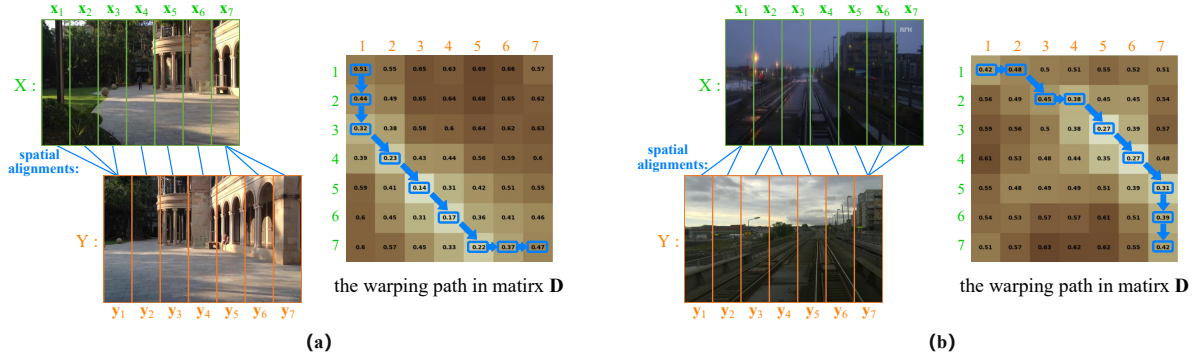 x1 x2 x3 x4 x5 x6 x7
X :
spatial
alignments:
Y :
y1 y2 y3 y4 y5 y6 y7
1 2 3 4 5 6 7
1 0.51 0.55 0.65 0.63 0.69 0.66 0.57
2 0.44 0.49 0.65 0.65 0.68 0.65 0.62
3 0.32 0.38 0.58 0.6 0.64 0.62 0.63
4 0.39 0.23 0.43 0.44 0.56 0.59 0.6
5 0.59 0.41 0.14 0.31 0.42 0.51 0.55
6 0.6 0.45 0.31 0.17 0.36 0.41 0.46
7 0.6 0.57 0.45 0.33 0.22 0.37 0.47
the warping path in matirx D
(a)
x1 x2 x3 x4 x5 x6 x7
X :
spatial
alignments:
Y :
y1 y2 y3 y4 y5 y6 y7
1 2 3 4 5 6 7
1 0.42 0.48 0.5 0.51 0.55 0.52 0.51
2 0.56 0.49 0.45 0.38 0.45 0.45 0.54
3 0.59 0.56 0.5 0.38 0.27 0.39 0.57
4 0.61 0.53 0.48 0.44 0.35 0.27 0.48
5 0.55 0.48 0.49 0.51 0.39 0.31
6 0.54 0.53 0.57 0.57 0.61 0.51 0.39
7 0.51 0.57 0.63 0.62 0.62 0.55 0.42
the warping path in matirx D
(b)